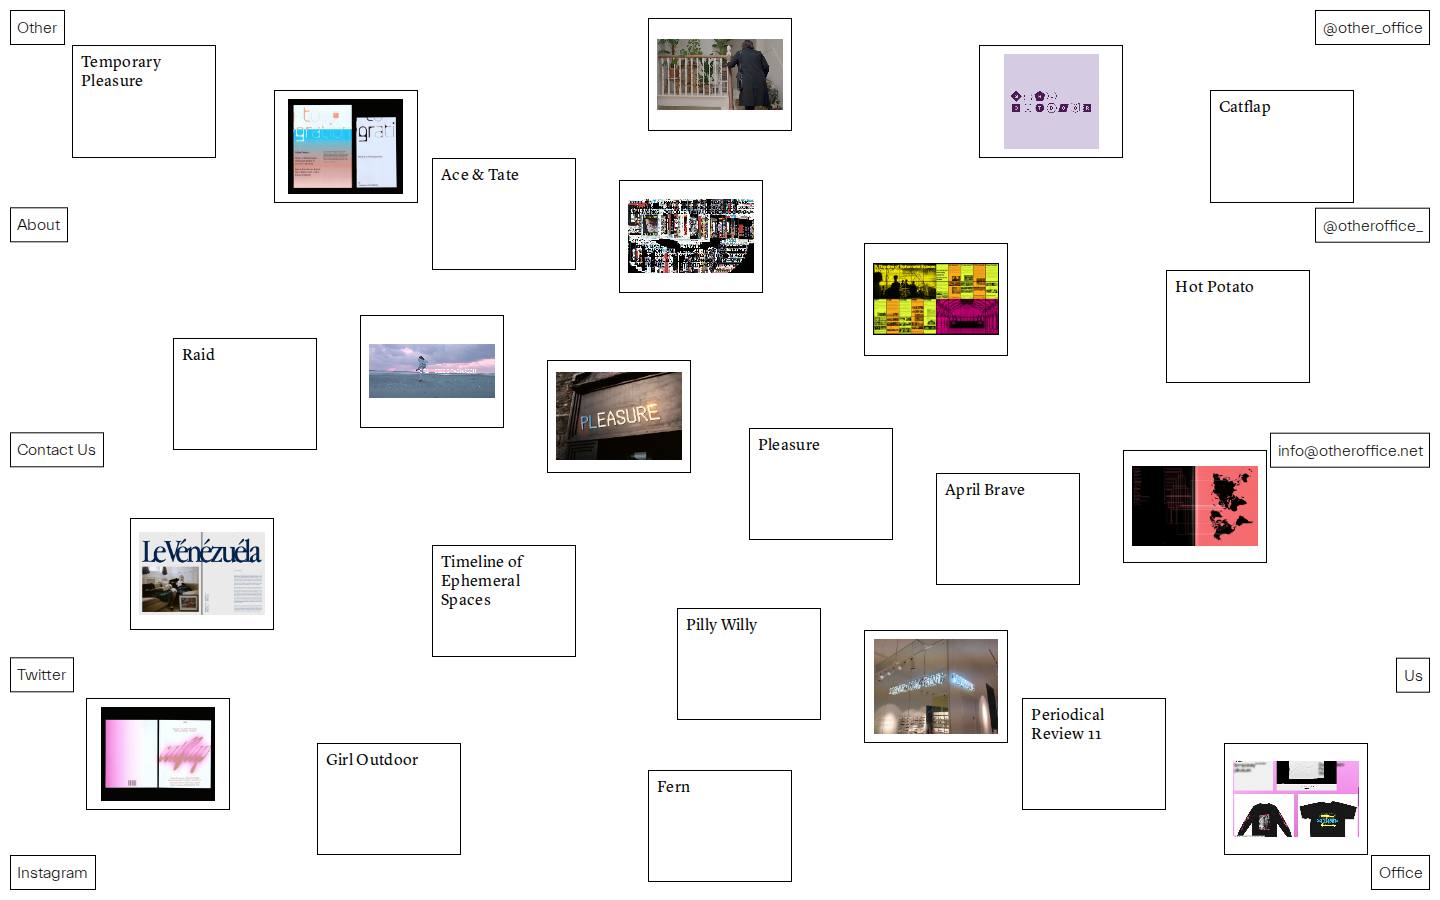 Other
@other_office
Temporary
Pleasure
Catflap
Ace & Tate
About
@otheroffice_
Hot Potato
Raid
PLEASURE
Pleasure
Contact Us
info@otheroffice.net
April Brave
LeVénézuéla
Timeline of
Ephemeral
Spaces
Pilly Willy
Twitter
Us
Periodical
Review 11
Girl Outdoor
Fern
Instagram
Office